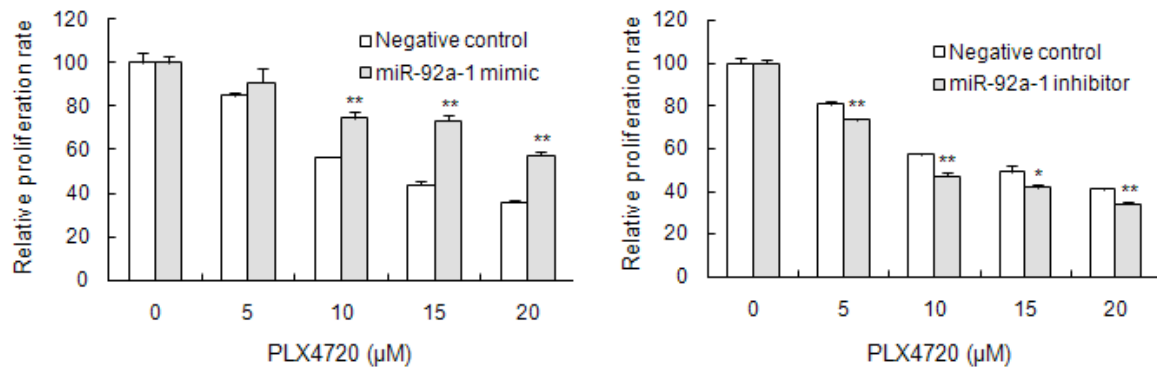 Relative proliferation rate
120
100
80
60
40
20
0
Negative control
miR-92a-1 mimic
**
**
**
0 5 10 15 20
PLX4720 (μM)
Relative proliferation rate
120
100
80
60
40
20
0
Negative control
miR-92a-1 inhibitor
**
**
*
**
0 5 10 15 20
PLX4720 (μM)